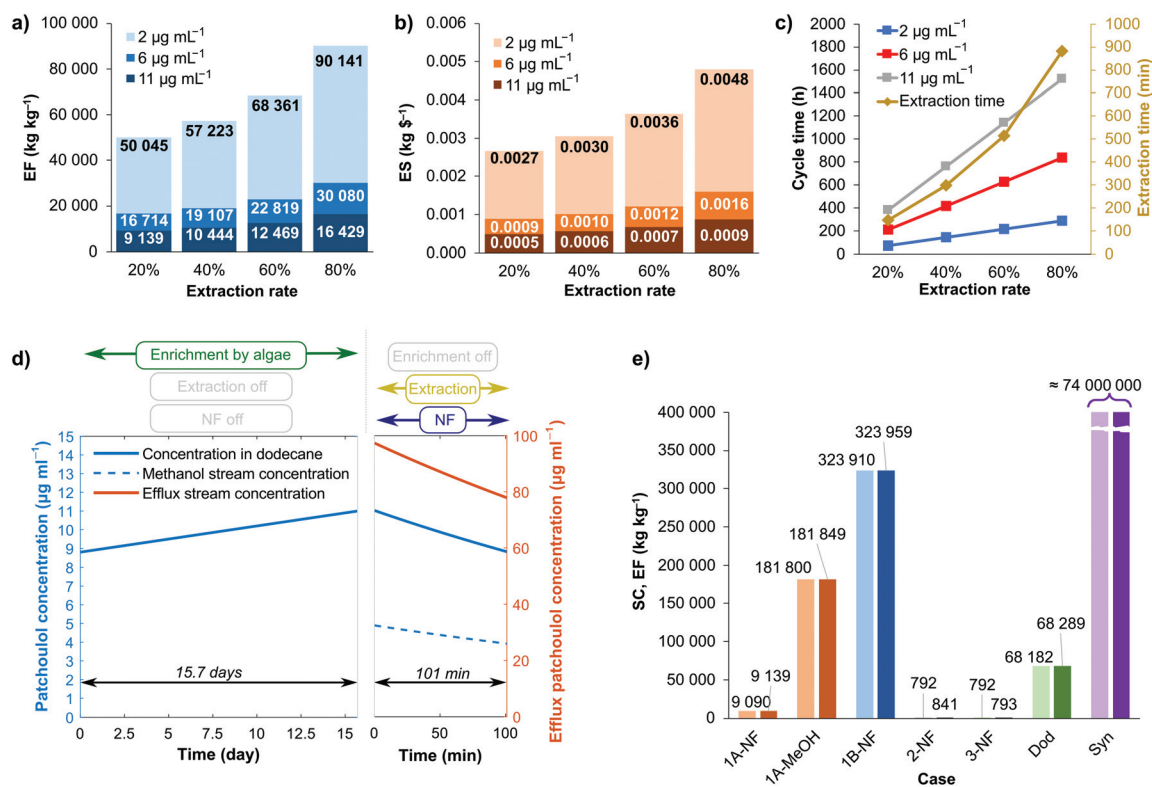 a)
2 µg mL⁻¹
6 µg mL⁻¹
11 µg mL⁻¹
EF (kg kg⁻¹)
100 000
80 000
60 000
40 000
20 000
0
50 045
57 223
68 361
90 141
16 714
19 107
22 819
30 080
9 139
10 444
12 469
16 429
20%
40%
60%
80%
Extraction rate
b)
2 µg mL⁻¹
6 µg mL⁻¹
11 µg mL⁻¹
ES (kg $⁻¹)
0.006
0.005
0.004
0.003
0.002
0.001
0.000
0.0027
0.0030
0.0036
0.0048
0.0009
0.0010
0.0012
0.0016
0.0005
0.0006
0.0007
0.0009
20%
40%
60%
80%
Extraction rate
c)
2 µg mL⁻¹
6 µg mL⁻¹
11 µg mL⁻¹
Extraction time
Cycle time (h)
2000
1800
1600
1400
1200
1000
800
600
400
200
0
Extraction time (min)
1000
900
800
700
600
500
400
300
200
100
0
20%
40%
60%
80%
Extraction rate
d)
Enrichment by algae
Extraction off
NF off
Enrichment off
Extraction
NF
Patchoulol concentration (µg ml⁻¹)
15
14
13
12
11
10
9
8
7
6
5
4
3
2
1
0
Concentration in dodecane
Methanol stream concentration
Efflux stream concentration
15.7 days
101 min
0
2.5
5
7.5
10
12.5
15
Time (day)
0
50
100
Time (min)
100
80
60
40
20
0
Efflux patchoulol concentration (µg ml⁻¹)
e)
≈ 74 000 000
SC, EF (kg kg⁻¹)
400 000
350 000
300 000
250 000
200 000
150 000
100 000
50 000
0
9 090
9 139
181 800
181 849
323 910
323 959
792
841
792
793
68 182
68 289
1A-NF
1A-MeOH
1B-NF
2-NF
3-NF
Dod
Syn
Case